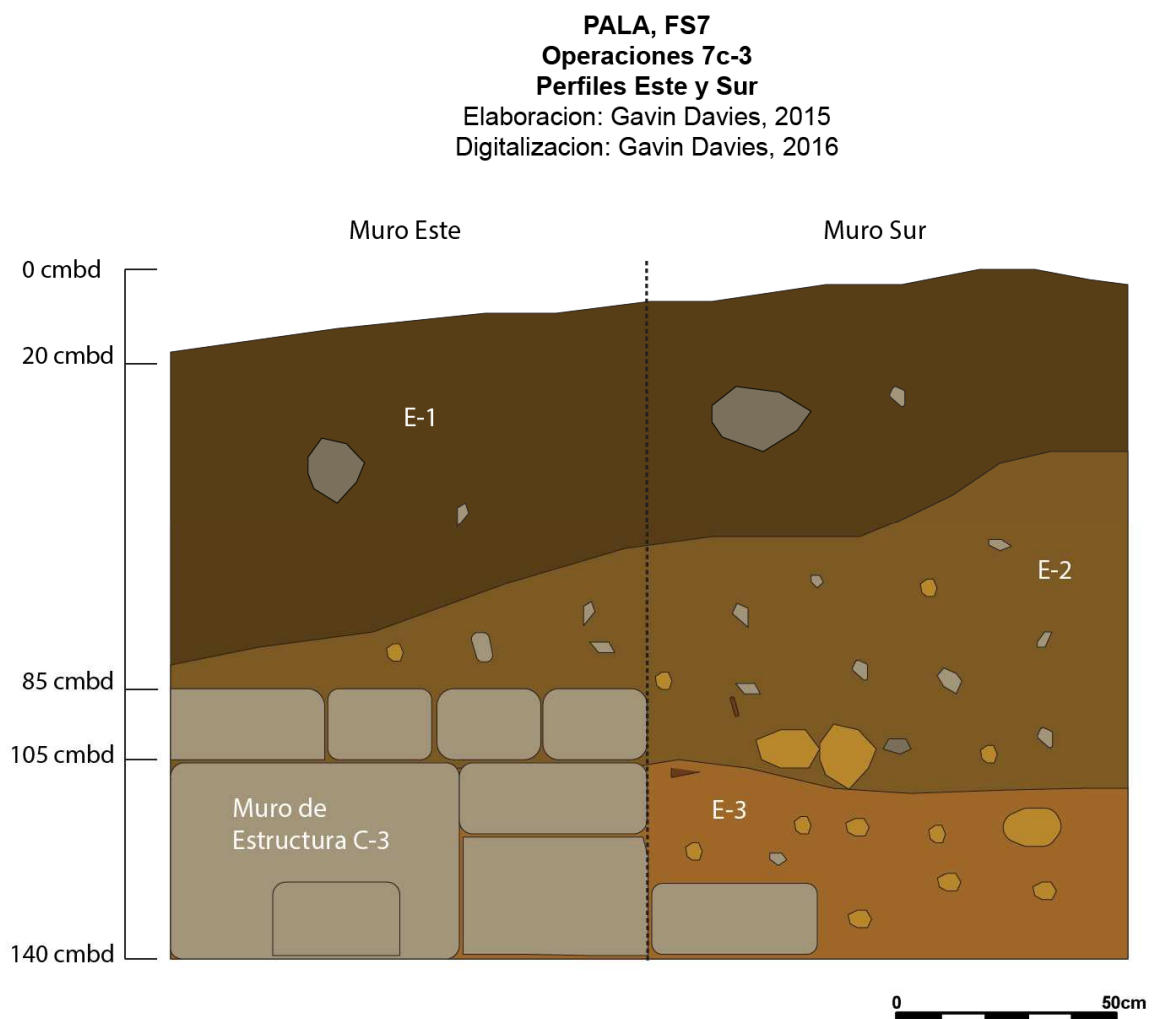 PALA, FS7
Operaciones 7c-3
Perfiles Este y Sur
Elaboracion: Gavin Davies, 2015
Digitalizacion: Gavin Davies, 2016
Muro Este
Muro Sur
0 cmbd
20 cmbd
E-1
E-2
85 cmbd
105 cmbd
Muro de
Estructura C-3
E-3
140 cmbd
0
50cm